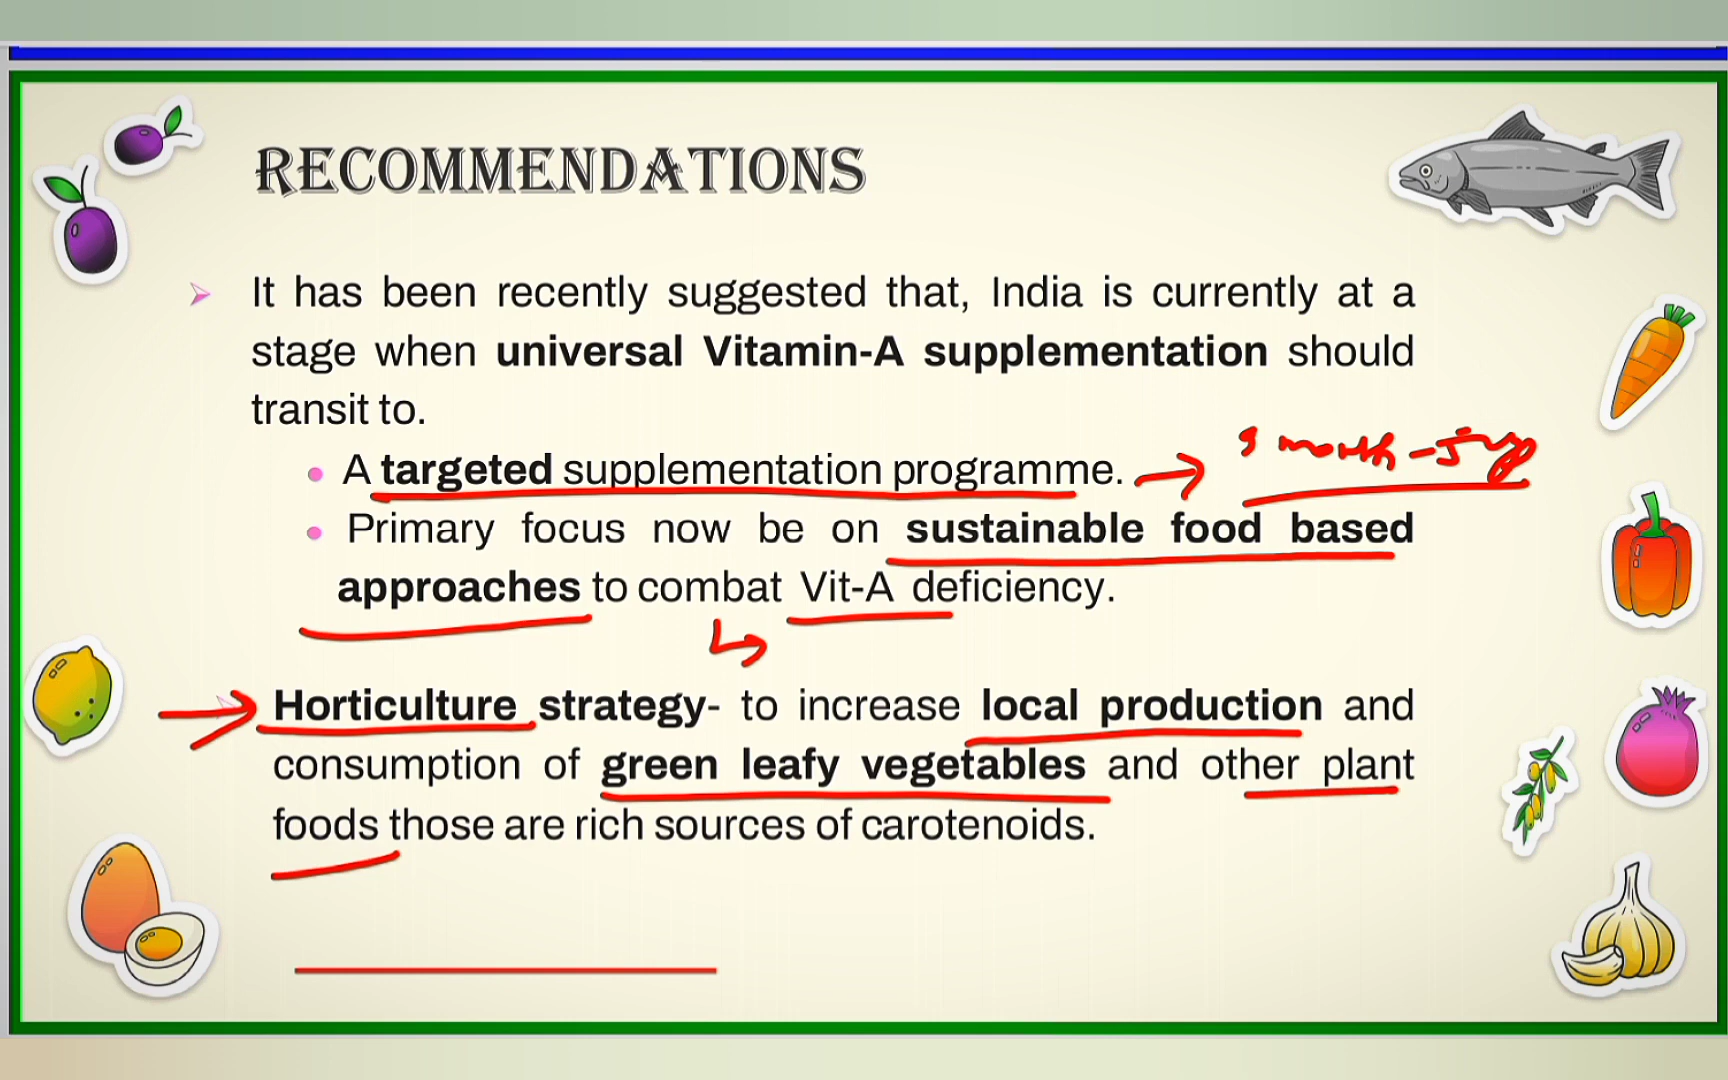 RECOMMENDATIONS
It has been recently suggested that, India is currently at a
stage when universal Vitamin-A supplementation should
transit to.
A targeted supplementation programme.
9 month -
Primary focus now be on sustainable food based
approaches to combat Vit-A deficiency.
Horticulture strategy- to increase local production and
consumption of green leafy vegetables and other plant
foods those are rich sources of carotenoids.